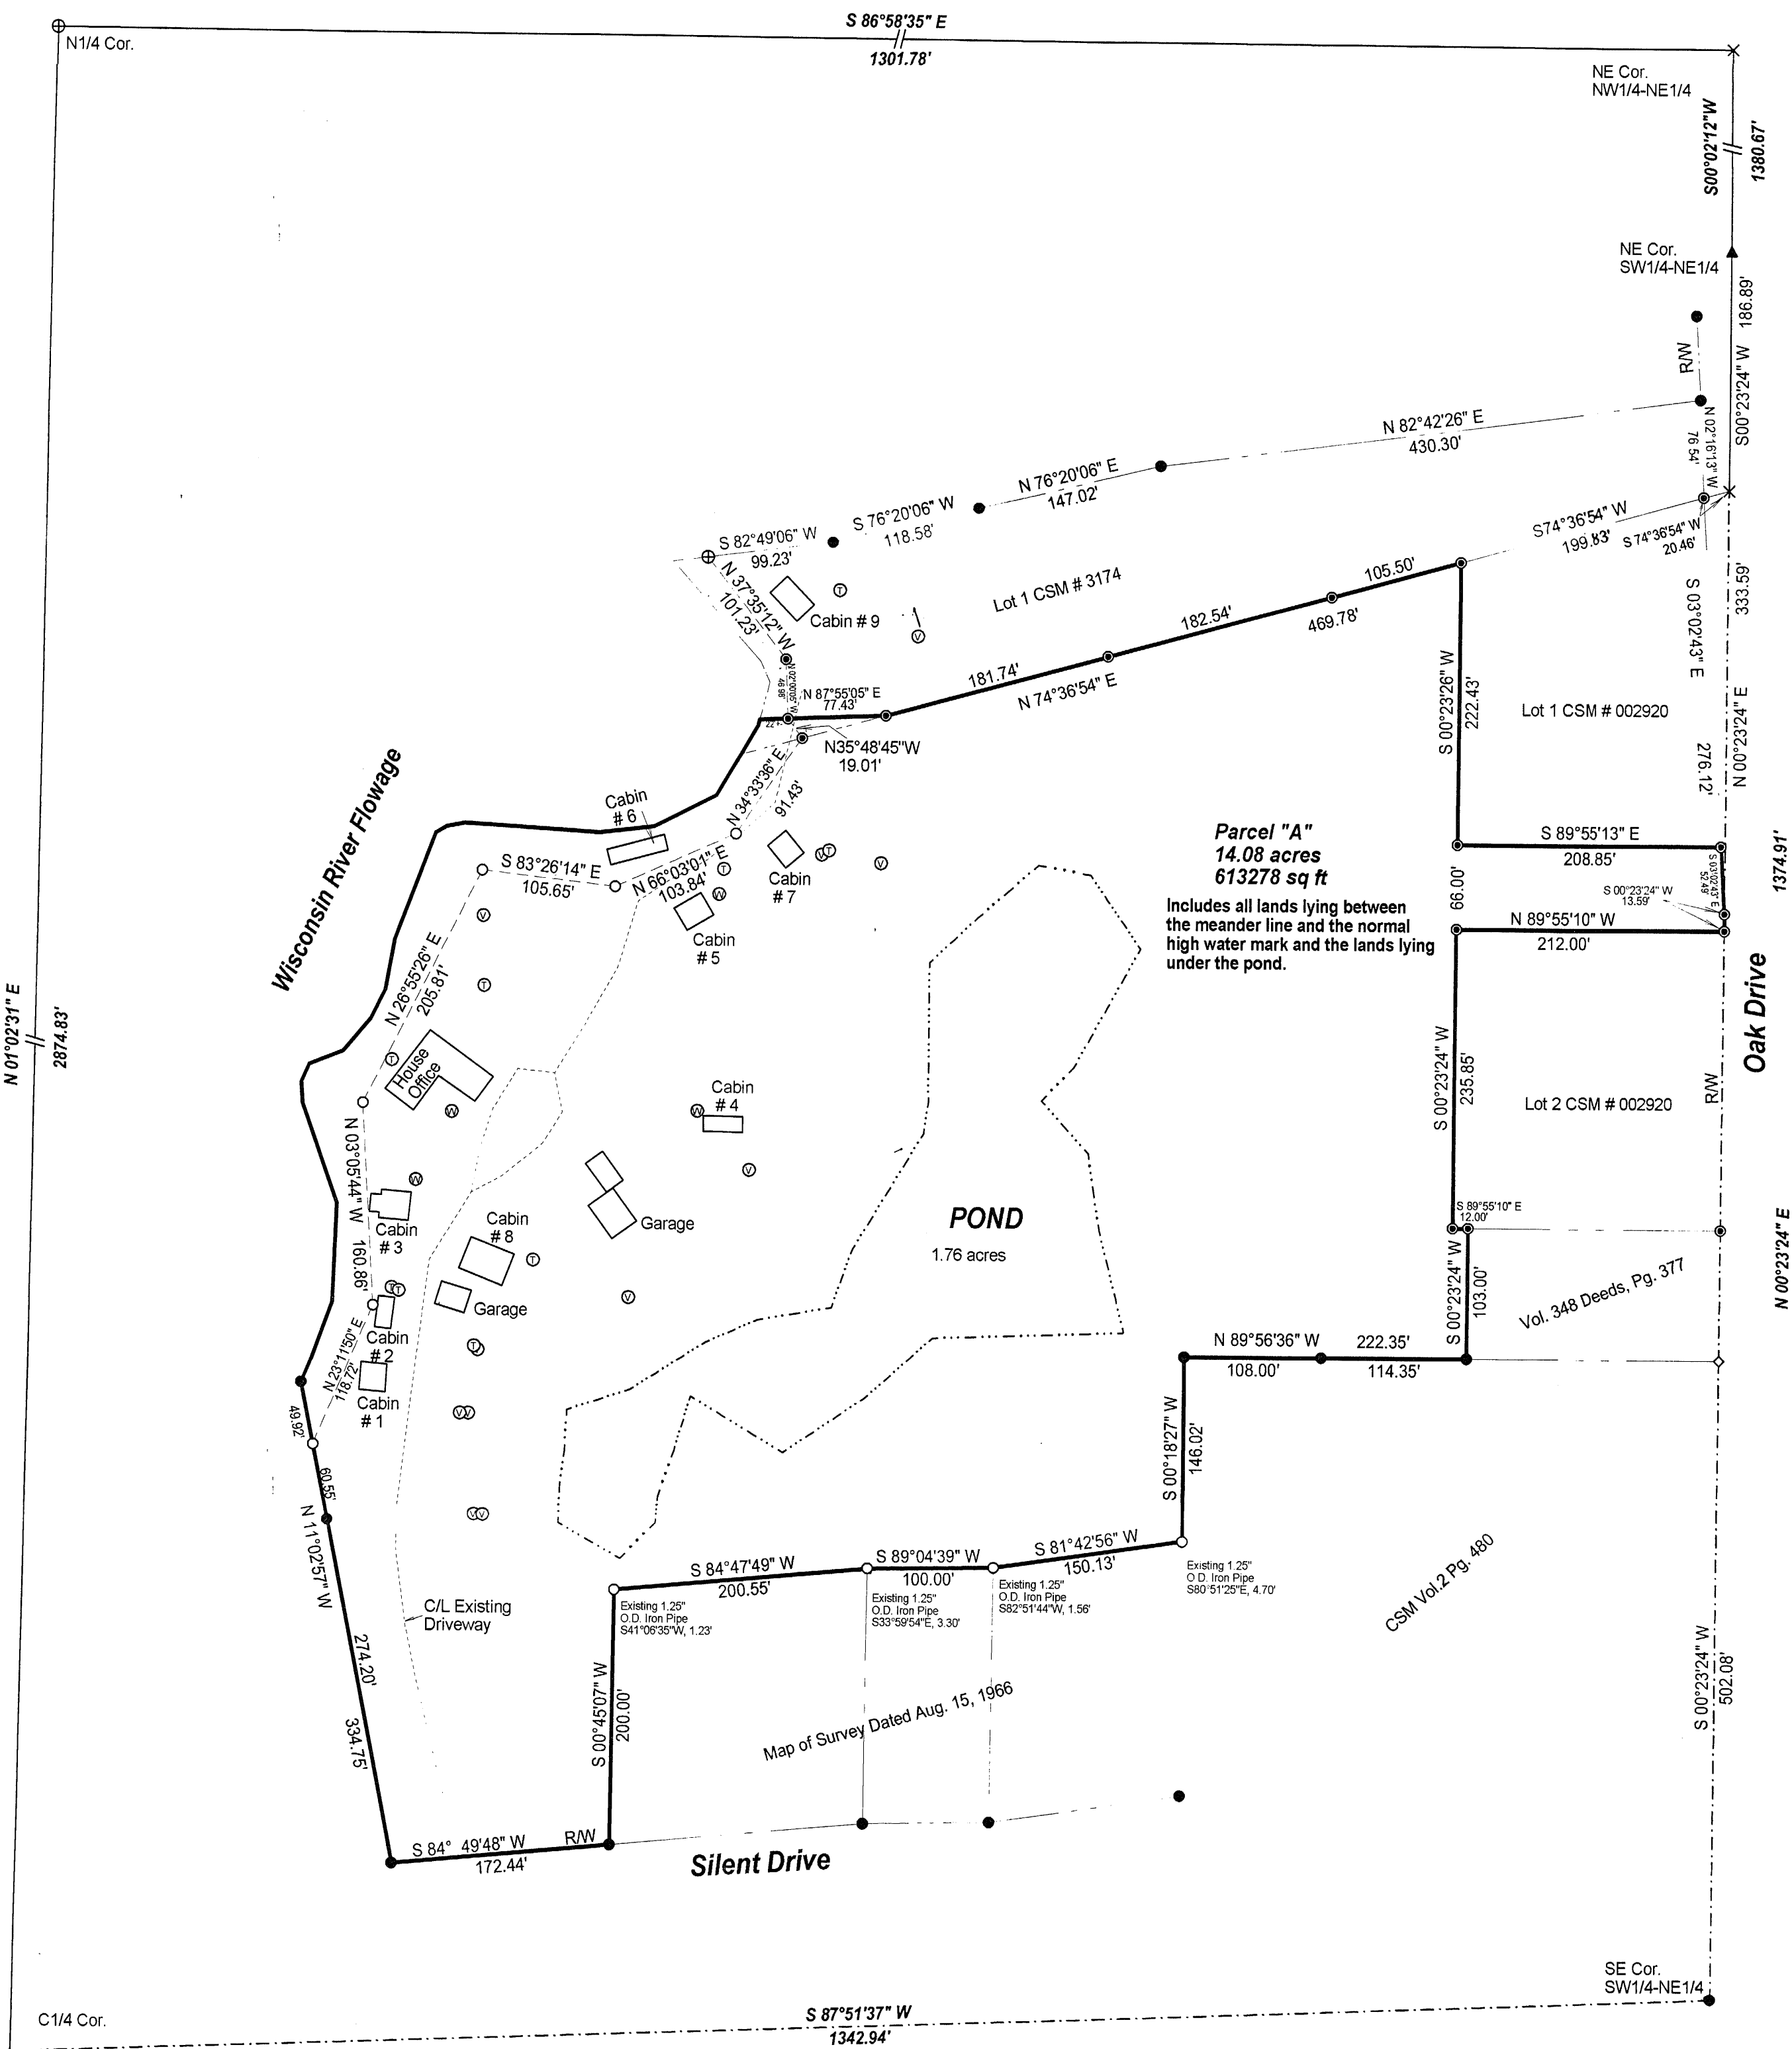 S 86°58'35" E
1301.78'
N1/4 Cor.
NE Cor.
NW1/4-NE1/4
S00°02'12"W
1380.67'
NE Cor.
SW1/4-NE1/4
186.89'
S00°23'24" W
R/W
N 02°16'13" W
76.54'
N 82°42'26" E
430.30'
N 76°20'06" E
147.02'
S 76°20'06" W
118.58'
S 82°49'06" W
99.23'
N 37°35'12" W
101.23'
T
Cabin # 9
V
Lot 1 CSM # 3174
S74°36'54" W
199.83'
S 74°36'54" W
20.46'
105.50'
182.54'
469.78'
181.74'
N 74°36'54" E
N 02°00'05" W
46.98'
N 87°55'05" E
77.43'
N35°48'45"W
19.01'
N 34°33'36" E
91.43'
S 03°02'43" E
276.12'
333.59'
N 00°23'24" E
S 00°23'26" W
222.43'
Lot 1 CSM # 002920
Wisconsin River Flowage
Cabin
# 6
S 83°26'14" E
105.65'
N 66°03'01" E
103.84'
T
W
Cabin
# 7
V
T
V
Cabin
# 5
Parcel "A"
14.08 acres
613278 sq ft
Includes all lands lying between
the meander line and the normal
high water mark and the lands lying
under the pond.
S 89°55'13" E
208.85'
66.00'
S 03°02'43" E
52.49'
S 00°23'24" W
13.59'
N 89°55'10" W
212.00'
1374.91'
Oak Drive
N 01°02'31" E
2874.83'
N 26°55'26" E
205.81'
V
T
T
House
Office
W
Cabin
# 4
W
V
S 00°23'24" W
235.85'
Lot 2 CSM # 002920
R/W
N 03°05'44" W
160.86'
W
Cabin
# 3
Cabin
# 8
T
Garage
Garage
V
POND
1.76 acres
S 89°55'10" E
12.00'
S 00°23'24" W
103.00'
Vol. 348 Deeds, Pg. 377
N 00°23'24" E
T
T
Cabin
#2
N 23°11'50" E
118.72'
Cabin
# 1
T
V
V
V
V
49.92'
60.55'
N 89°56'36" W
222.35'
108.00'
114.35'
S 00°18'27" W
146.02'
N 11°02'57" W
274.20'
334.75'
C/L Existing
Driveway
S 84°47'49" W
200.55'
S 89°04'39" W
100.00'
S 81°42'56" W
150.13'
Existing 1.25"
O.D. Iron Pipe
S41°06'35"W, 1.23'
Existing 1.25"
O.D. Iron Pipe
S33°59'54"E, 3.30'
Existing 1.25"
O.D. Iron Pipe
S82°51'44"W, 1.56'
Existing 1.25"
O.D. Iron Pipe
S80°51'25"E, 4.70'
CSM Vol.2 Pg. 480
S 00°45'07" W
200.00'
Map of Survey Dated Aug. 15, 1966
S 00°23'24" W
502.08'
S 84° 49'48" W
172.44'
R/W
Silent Drive
SE Cor.
SW1/4-NE1/4
C1/4 Cor.
S 87°51'37" W
1342.94'